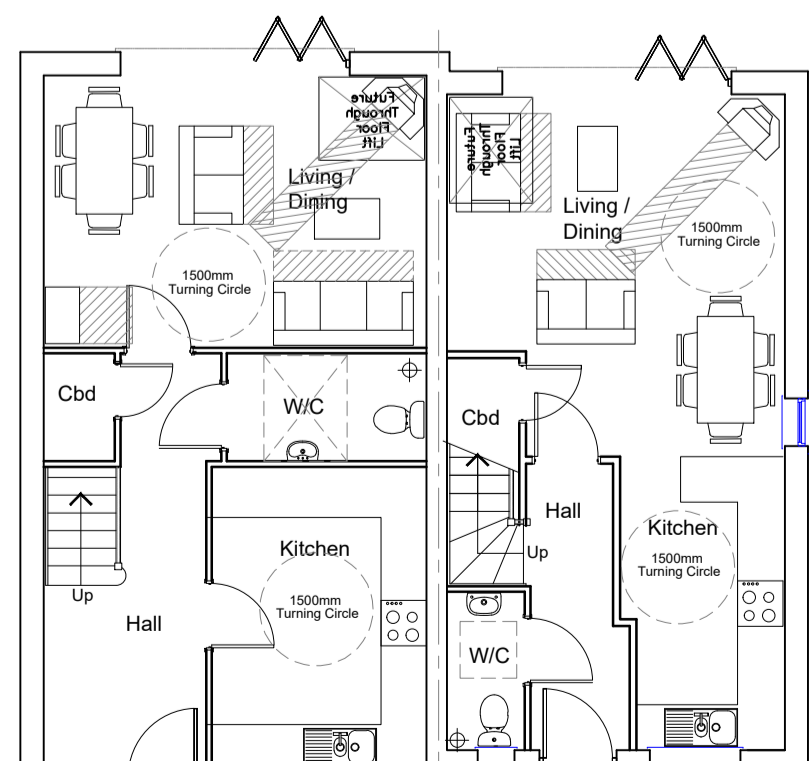 Future
Through
Floor
Lift
Living /
Dining
1500mm
Turning Circle
Cbd
W/C
Up
Hall
Kitchen
1500mm
Turning Circle
Future
Through
Floor
Lift
Living /
Dining
1500mm
Turning Circle
Cbd
Hall
Up
Kitchen
1500mm
Turning Circle
W/C